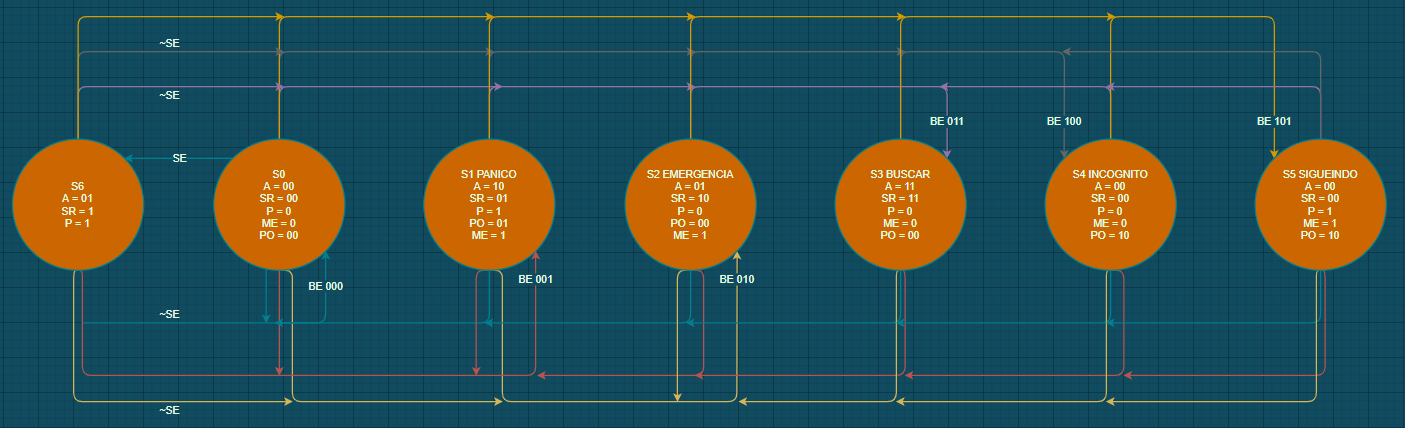 ~SE
~SE
BE 011
BE 100
BE 101
SE
S6
A = 01
SR = 1
P = 1
S0
A = 00
SR = 00
P = 0
ME = 0
PO = 00
S1 PANICO
A = 10
SR = 01
P = 1
PO = 01
ME = 1
S2 EMERGENCIA
A = 01
SR = 10
P = 0
PO = 00
ME = 1
S3 BUSCAR
A = 11
SR = 11
P = 0
ME = 0
PO = 00
S4 INCOGNITO
A = 00
SR = 00
P = 0
ME = 0
PO = 10
S5 SIGUEINDO
A = 00
SR = 00
P = 1
ME = 1
PO = 10
BE 000
BE 001
BE 010
~SE
~SE